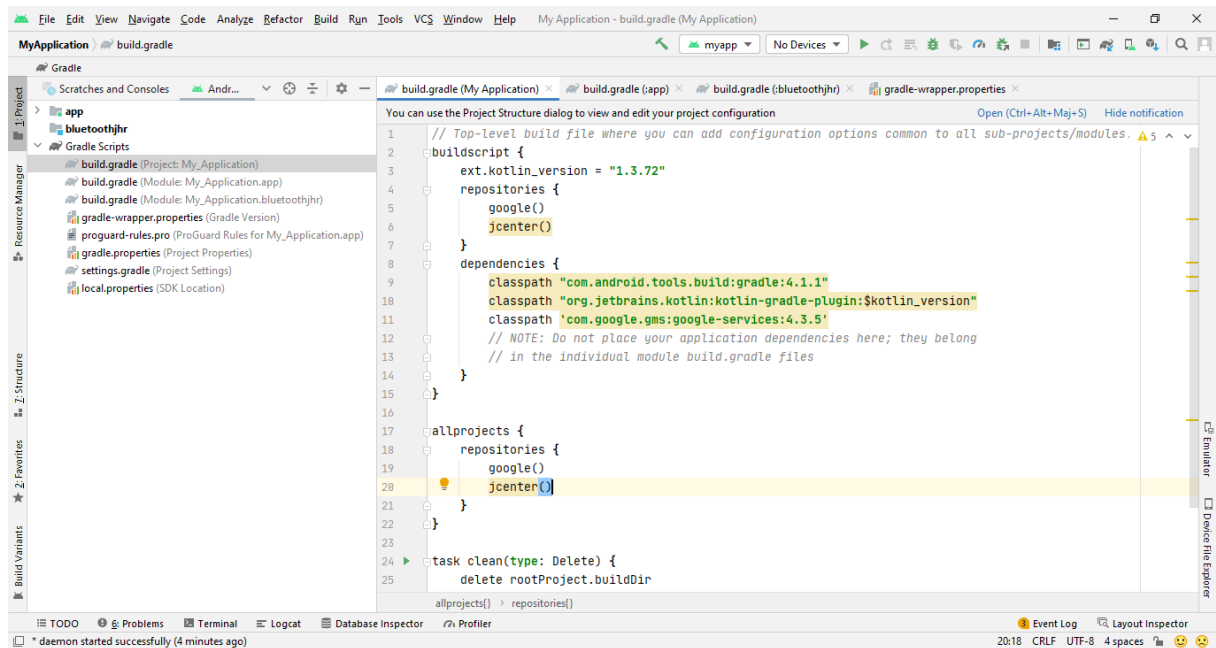 File Edit View Navigate Code Analyze Refactor Build Run Tools VCS Window Help My Application - build.gradle (My Application)
MyApplication build.gradle myapp No Devices
Gradle
Scratches and Consoles Andr...
build.gradle (My Application) build.gradle (:app) build.gradle (:bluetoothjhr) gradle-wrapper.properties
1: Project
Resource Manager
7: Structure
2: Favorites
Build Variants
app
bluetoothjhr
Gradle Scripts
build.gradle (Project: My_Application)
build.gradle (Module: My_Application.app)
build.gradle (Module: My_Application.bluetoothjhr)
gradle-wrapper.properties (Gradle Version)
proguard-rules.pro (ProGuard Rules for My_Application.app)
gradle.properties (Project Properties)
settings.gradle (Project Settings)
local.properties (SDK Location)
You can use the Project Structure dialog to view and edit your project configuration Open (Ctrl+Alt+Maj+S) Hide notification
1 // Top-level build file where you can add configuration options common to all sub-projects/modules. 5
2 buildscript {
3 ext.kotlin_version = "1.3.72"
4 repositories {
5 google()
6 jcenter()
7 }
8 dependencies {
9 classpath "com.android.tools.build:gradle:4.1.1"
10 classpath "org.jetbrains.kotlin:kotlin-gradle-plugin:$kotlin_version"
11 classpath 'com.google.gms:google-services:4.3.5'
12 // NOTE: Do not place your application dependencies here; they belong
13 // in the individual module build.gradle files
14 }
15 }
16
17 allprojects {
18 repositories {
19 google()
20 jcenter()
21 }
22 }
23
24 task clean(type: Delete) {
25 delete rootProject.buildDir
allprojects{} › repositories{}
Emulator
Device File Explorer
TODO 6: Problems Terminal Logcat Database Inspector Profiler 3 Event Log Layout Inspector
* daemon started successfully (4 minutes ago) 20:18 CRLF UTF-8 4 spaces